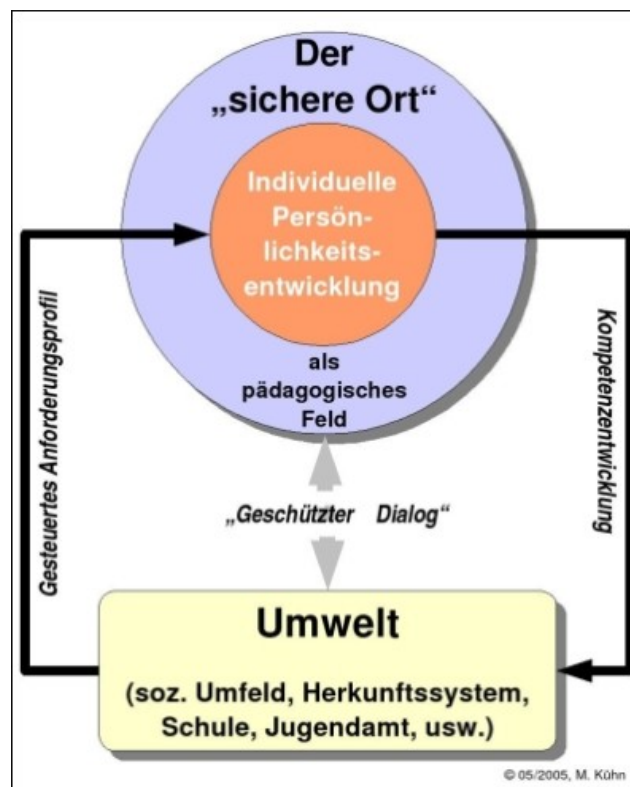 Der
„sichere Ort“
Individuelle
Persön-
lichkeits-
entwicklung
als
pädagogisches
Feld
Gesteuertes Anforderungsprofil
Kompetenzentwicklung
„Geschützter Dialog“
Umwelt
(soz. Umfeld, Herkunftssystem,
Schule, Jugendamt, usw.)
© 05/2005, M. Kühn